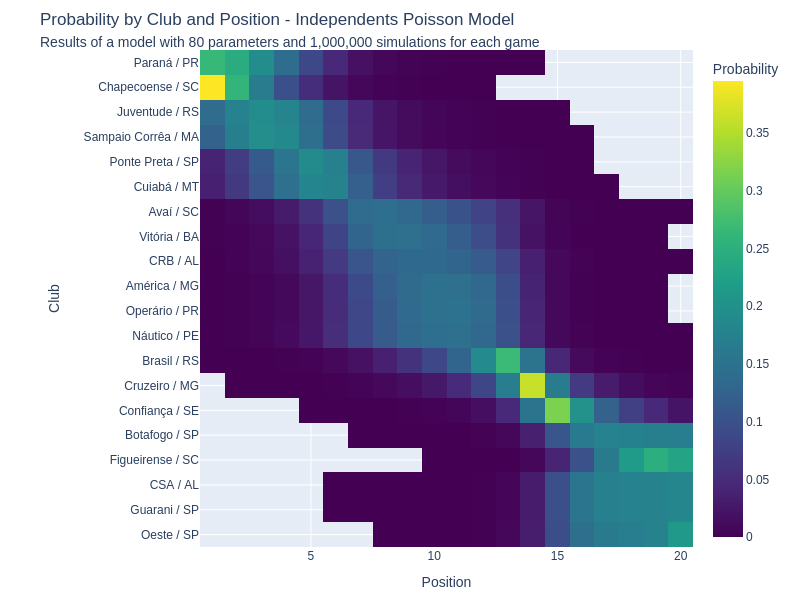 Probability by Club and Position - Independents Poisson Model
Results of a model with 80 parameters and 1,000,000 simulations for each game
Probability
Paraná / PR
Chapecoense / SC
Juventude / RS
Sampaio Corrêa / MA
Ponte Preta / SP
Cuiabá / MT
Avaí / SC
Vitória / BA
CRB / AL
América / MG
Operário / PR
Náutico / PE
Brasil / RS
Cruzeiro / MG
Confiança / SE
Botafogo / SP
Figueirense / SC
CSA / AL
Guarani / SP
Oeste / SP
Club
0.35
0.3
0.25
0.2
0.15
0.1
0.05
0
5
10
15
20
Position